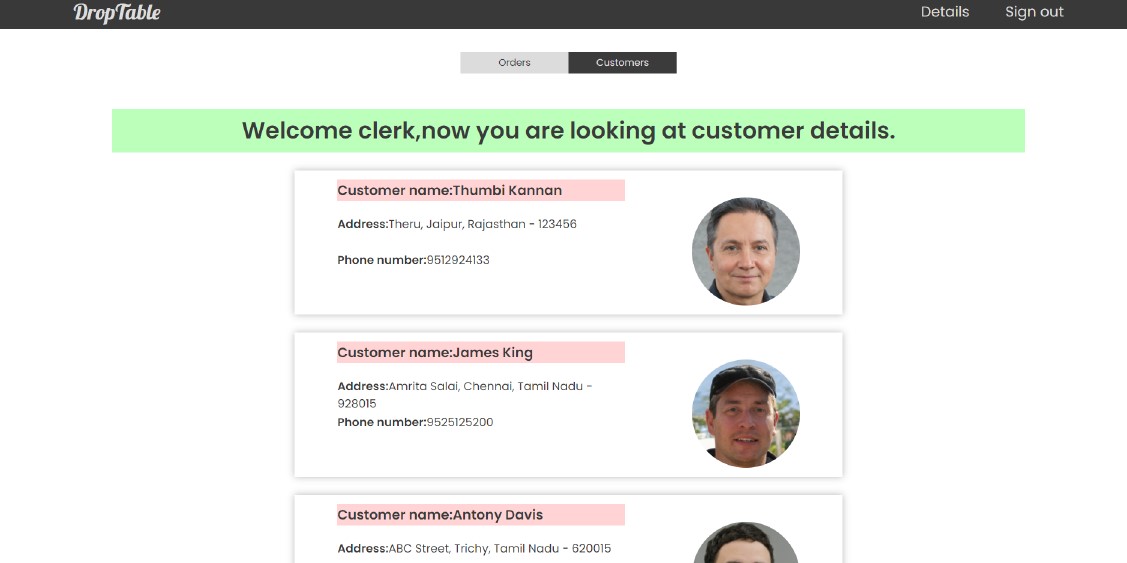 DropTable
Details
Sign out
Orders
Customers
Welcome clerk,now you are looking at customer details.
Customer name:Thumbi Kannan
Address:Theru, Jaipur, Rajasthan - 123456
Phone number:9512924133
Customer name:James King
Address:Amrita Salai, Chennai, Tamil Nadu -
928015
Phone number:9525125200
Customer name:Antony Davis
Address:ABC Street, Trichy, Tamil Nadu - 620015